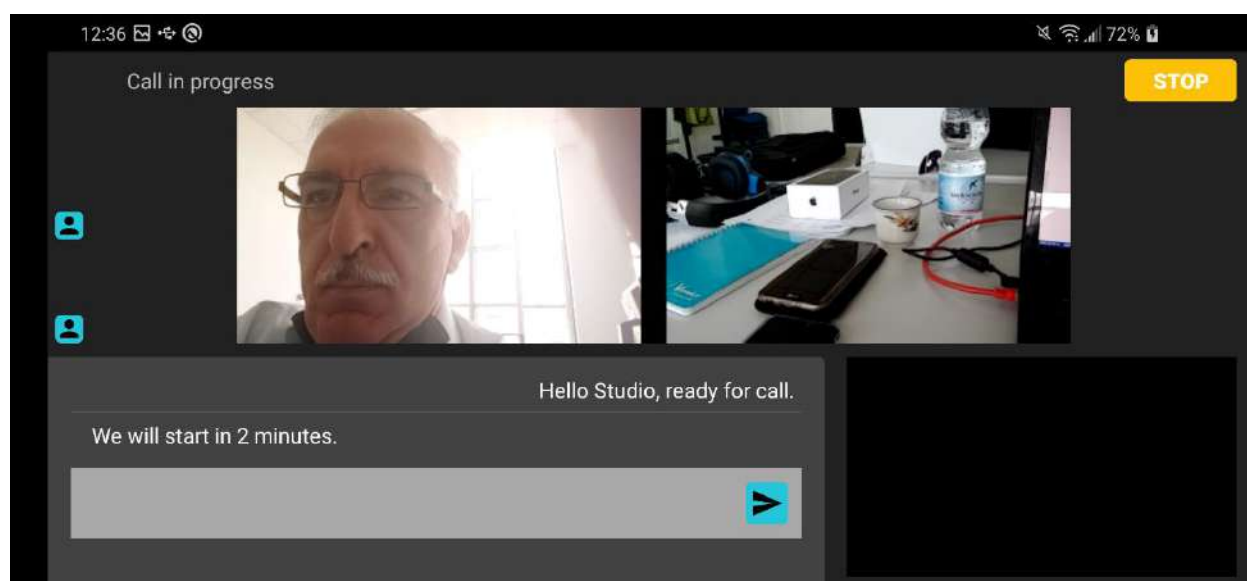 12:36
72%
Call in progress
STOP
Hello Studio, ready for call.
We will start in 2 minutes.